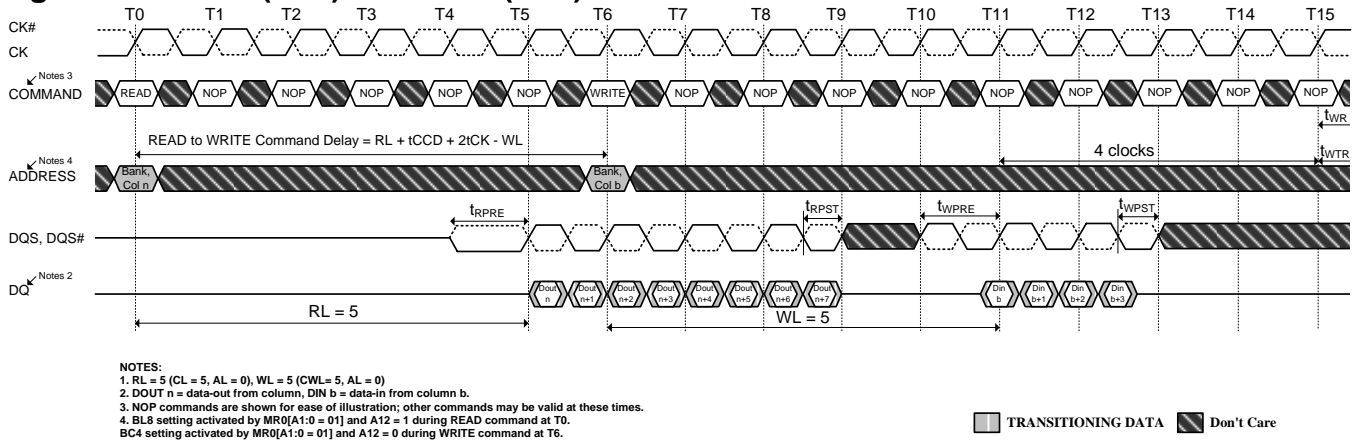 T0 T1 T2 T3 T4 T5 T6 T7 T8 T9 T10 T11 T12 T13 T14 T15
CK#
CK
Notes 3
COMMAND READ NOP NOP NOP NOP NOP WRITE NOP NOP NOP NOP NOP NOP NOP NOP NOP
tWR
READ to WRITE Command Delay = RL + tCCD + 2tCK - WL
4 clocks
tWTR
Notes 4
ADDRESS
Bank, Col n
Bank, Col b
tRPRE tRPST tWPRE tWPST
DQS, DQS#
Notes 2
DQ
Dout n
Dout n+1
Dout n+2
Dout n+3
Dout n+4
Dout n+5
Dout n+6
Dout n+7
Din b
Din b+1
Din b+2
Din b+3
RL = 5
WL = 5
NOTES:
1. RL = 5 (CL = 5, AL = 0), WL = 5 (CWL= 5, AL = 0)
2. DOUT n = data-out from column, DIN b = data-in from column b.
3. NOP commands are shown for ease of illustration; other commands may be valid at these times.
4. BL8 setting activated by MR0[A1:0 = 01] and A12 = 1 during READ command at T0.
BC4 setting activated by MR0[A1:0 = 01] and A12 = 0 during WRITE command at T6.
TRANSITIONING DATA
Don't Care